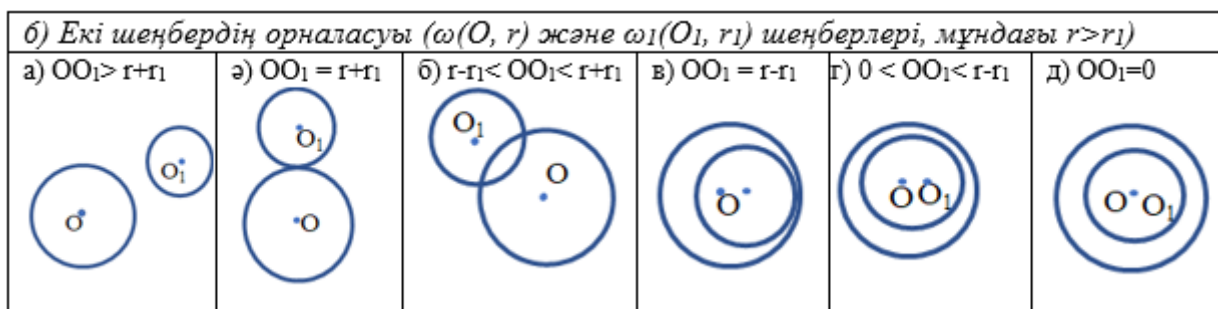 б) Екі шеңбердің орналасуы (ω(O, r) және ω₁(O₁, r₁) шеңберлері, мұндағы r>r₁)
а) OO₁> r+r₁ ә) OO₁ = r+r₁ б) r-r₁< OO₁< r+r₁ в) OO₁ = r-r₁ г) 0 < OO₁< r-r₁ д) OO₁=0
O₁ O₁ O₁
O₁ O
O O O O O₁ O O₁
O